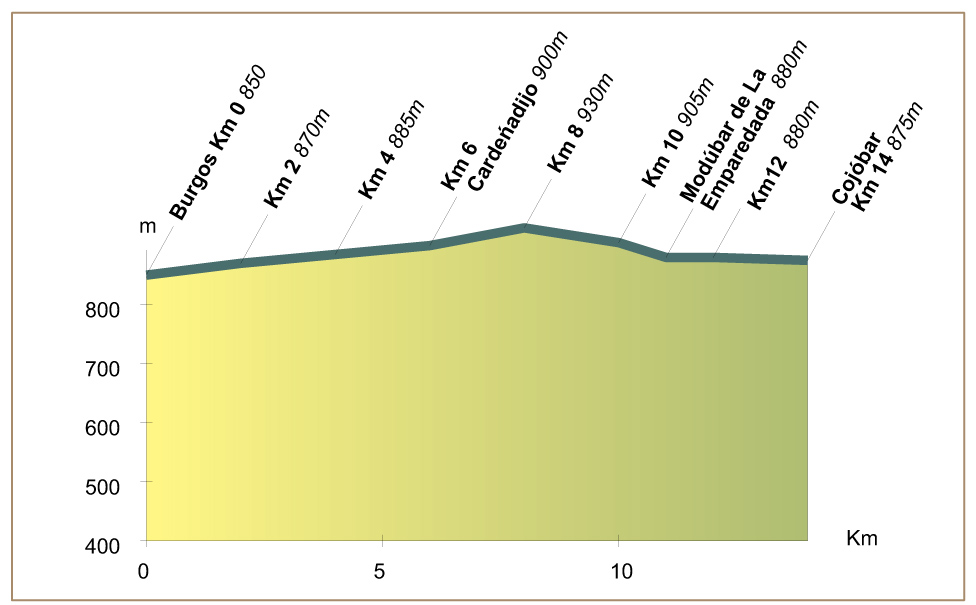 Burgos Km 0 850
Km 2 870m
Km 4 885m
Km 6
Cardeńadijo 900m
Km 8 930m
Km 10 905m
Modúbar de La
Emparedada 880m
Km12 880m
Cojóbar
Km 14 875m
m
800
700
600
500
400
0
5
10
Km